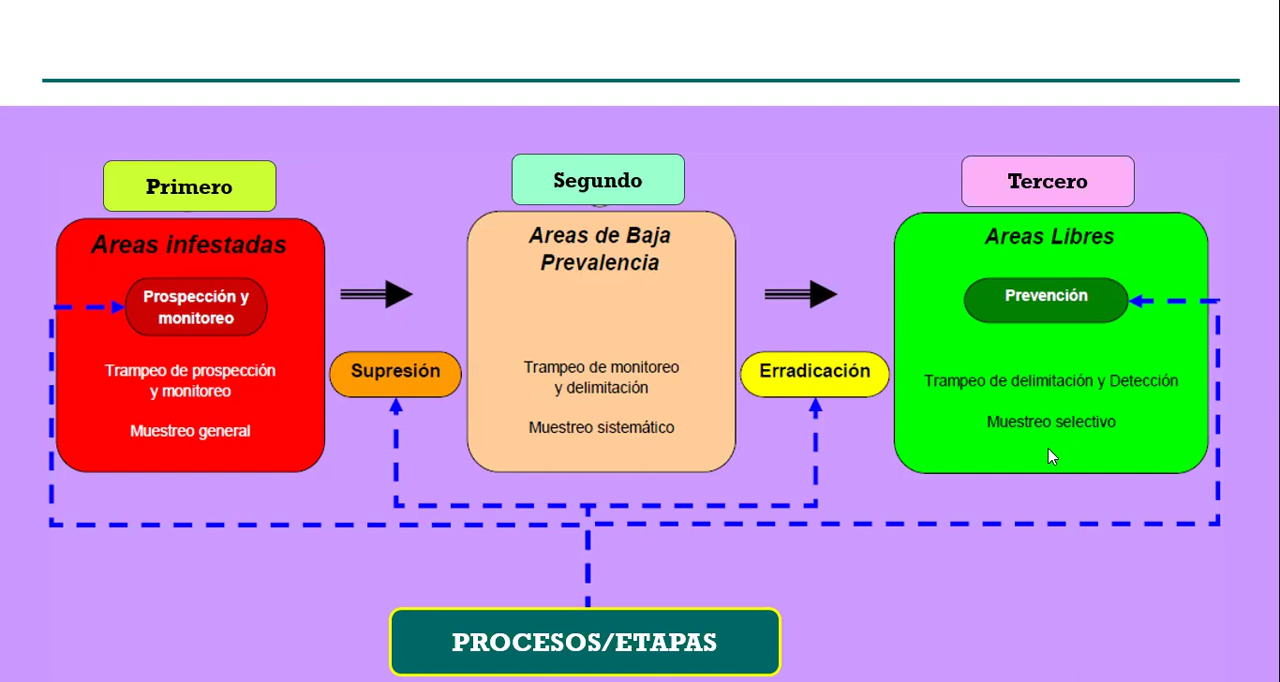 Primero
Segundo
Tercero
Areas infestadas
Prospección y
monitoreo
Trampeo de prospección
y monitoreo
Muestreo general
Supresión
Areas de Baja
Prevalencia
Trampeo de monitoreo
y delimitación
Muestreo sistemático
Erradicación
Areas Libres
Prevención
Trampeo de delimitación y Detección
Muestreo selectivo
PROCESOS/ETAPAS